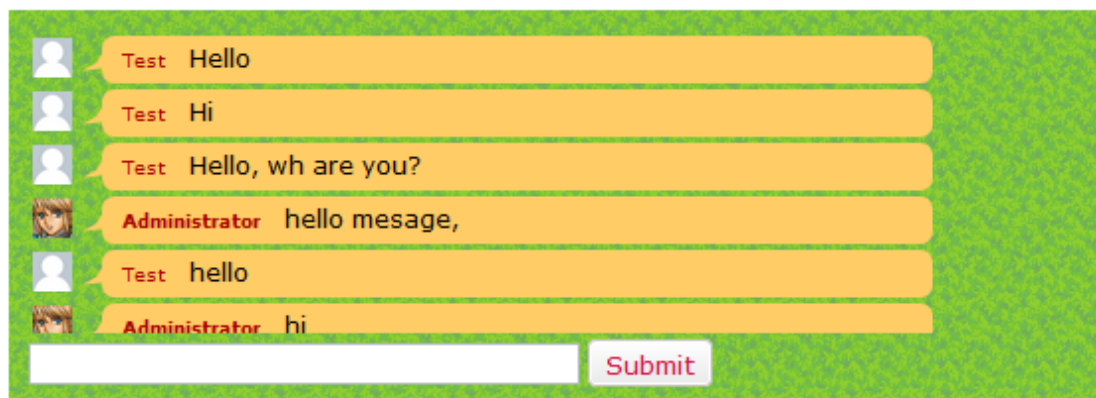 Test Hello
Test Hi
Test Hello, wh are you?
Administrator hello mesage,
Test hello
Administrator hi
Submit